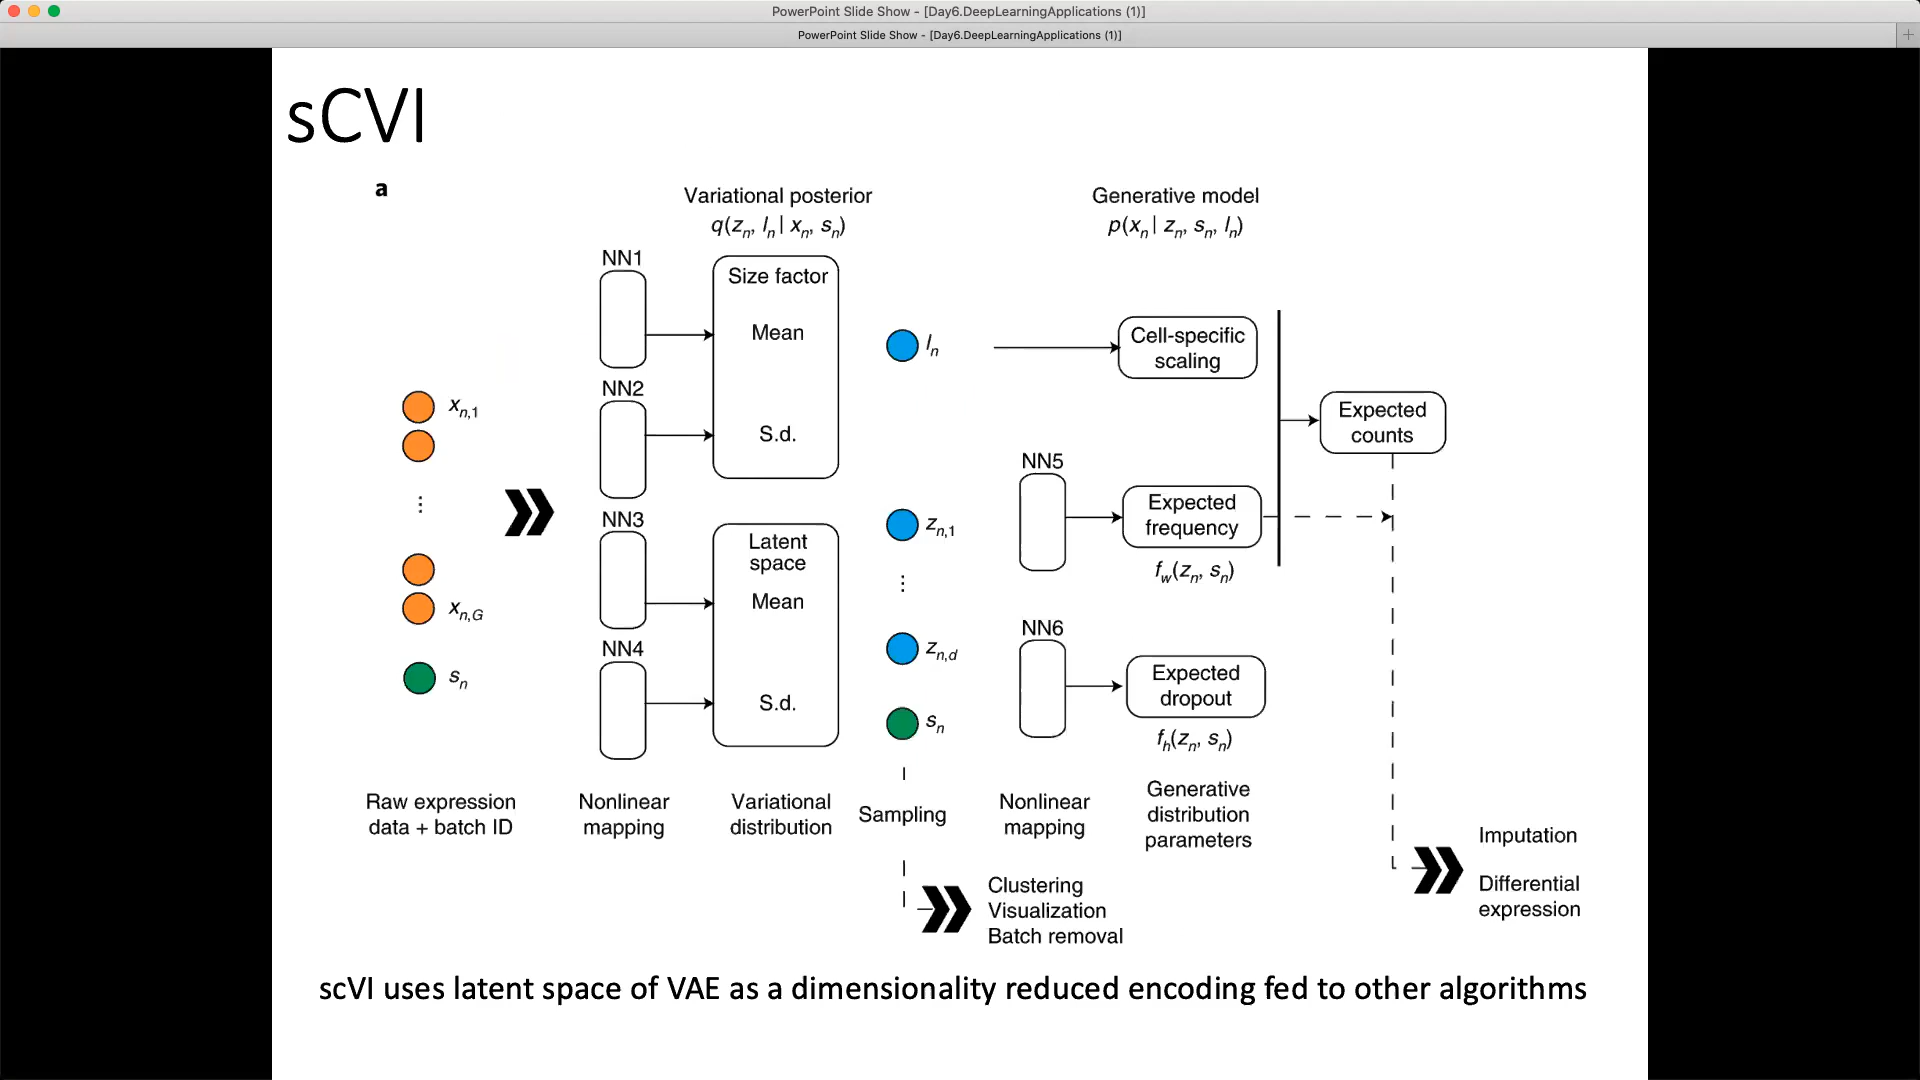 PowerPoint Slide Show - [Day6.DeepLearningApplications (1)]
PowerPoint Slide Show - [Day6.DeepLearningApplications (1)]
sCVI
a
Variational posterior
q(zn, ln | xn, sn)
Generative model
p(xn | zn, sn, ln)
NN1
Size factor
Mean
NN2
S.d.
NN3
Latent
space
Mean
NN4
S.d.
xn,1
⋮
xn,G
sn
ln
zn,1
⋮
zn,d
sn
Cell-specific
scaling
Expected
counts
NN5
Expected
frequency
fw(zn, sn)
NN6
Expected
dropout
fh(zn, sn)
Raw expression
data + batch ID
Nonlinear
mapping
Variational
distribution
Sampling
Nonlinear
mapping
Generative
distribution
parameters
Clustering
Visualization
Batch removal
Imputation
Differential
expression
scVI uses latent space of VAE as a dimensionality reduced encoding fed to other algorithms